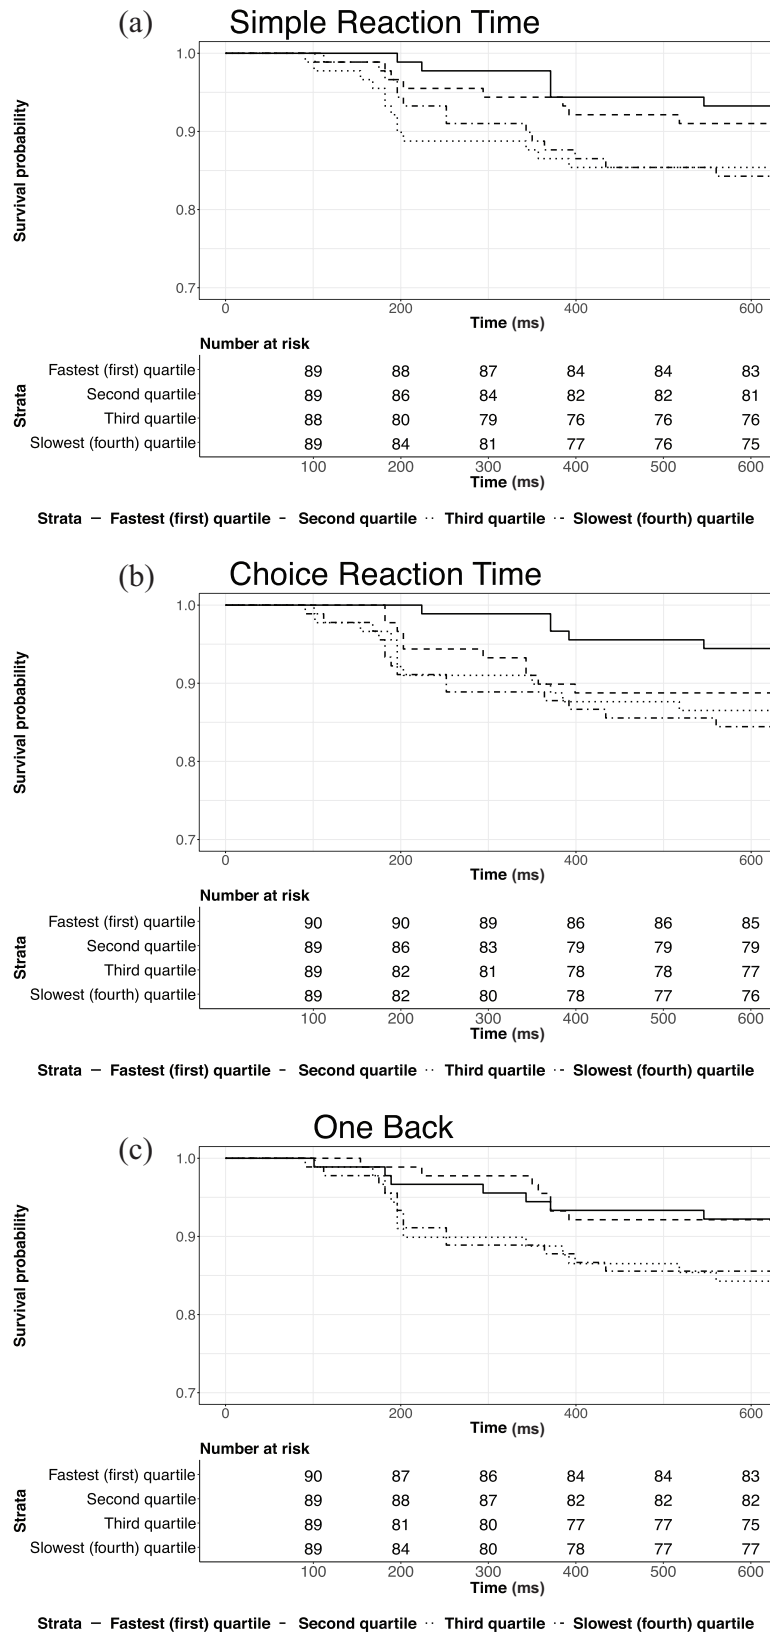 (a) Simple Reaction Time
Survival probability
1.0
0.9
0.8
0.7
0 200 400 600
Time (ms)
Number at risk
Strata
Fastest (first) quartile 89 88 87 84 84 83
Second quartile 89 86 84 82 82 81
Third quartile 88 80 79 76 76 76
Slowest (fourth) quartile 89 84 81 77 76 75
100 200 300 400 500 600
Time (ms)
Strata Fastest (first) quartile Second quartile Third quartile Slowest (fourth) quartile
(b) Choice Reaction Time
Survival probability
1.0
0.9
0.8
0.7
0 200 400 600
Time (ms)
Number at risk
Strata
Fastest (first) quartile 90 90 89 86 86 85
Second quartile 89 86 83 79 79 79
Third quartile 89 82 81 78 78 77
Slowest (fourth) quartile 89 82 80 78 77 76
100 200 300 400 500 600
Time (ms)
Strata Fastest (first) quartile Second quartile Third quartile Slowest (fourth) quartile
(c) One Back
Survival probability
1.0
0.9
0.8
0.7
0 200 400 600
Time (ms)
Number at risk
Strata
Fastest (first) quartile 90 87 86 84 84 83
Second quartile 89 88 87 82 82 82
Third quartile 89 81 80 77 77 75
Slowest (fourth) quartile 89 84 80 78 77 77
100 200 300 400 500 600
Time (ms)
Strata Fastest (first) quartile Second quartile Third quartile Slowest (fourth) quartile